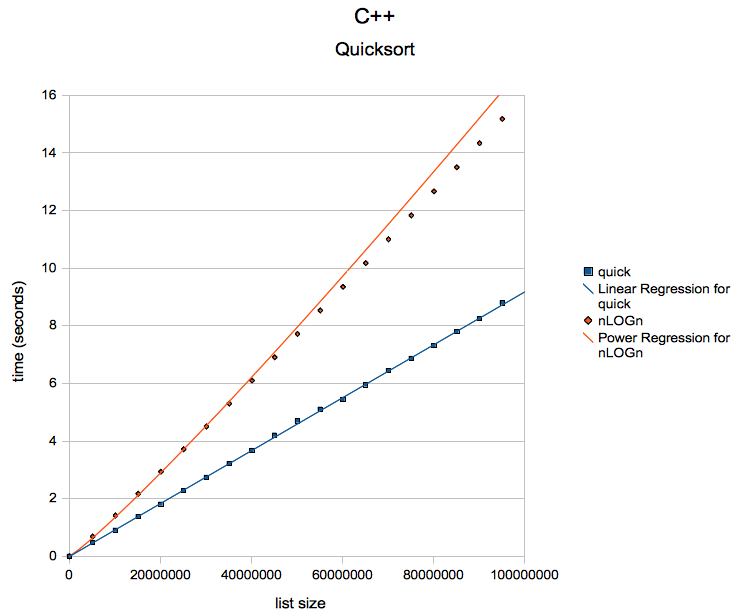 C++
Quicksort
16
14
12
10
8
6
4
2
0
time (seconds)
0 20000000 40000000 60000000 80000000 100000000
list size
quick
Linear Regression for
quick
nLOGn
Power Regression for
nLOGn